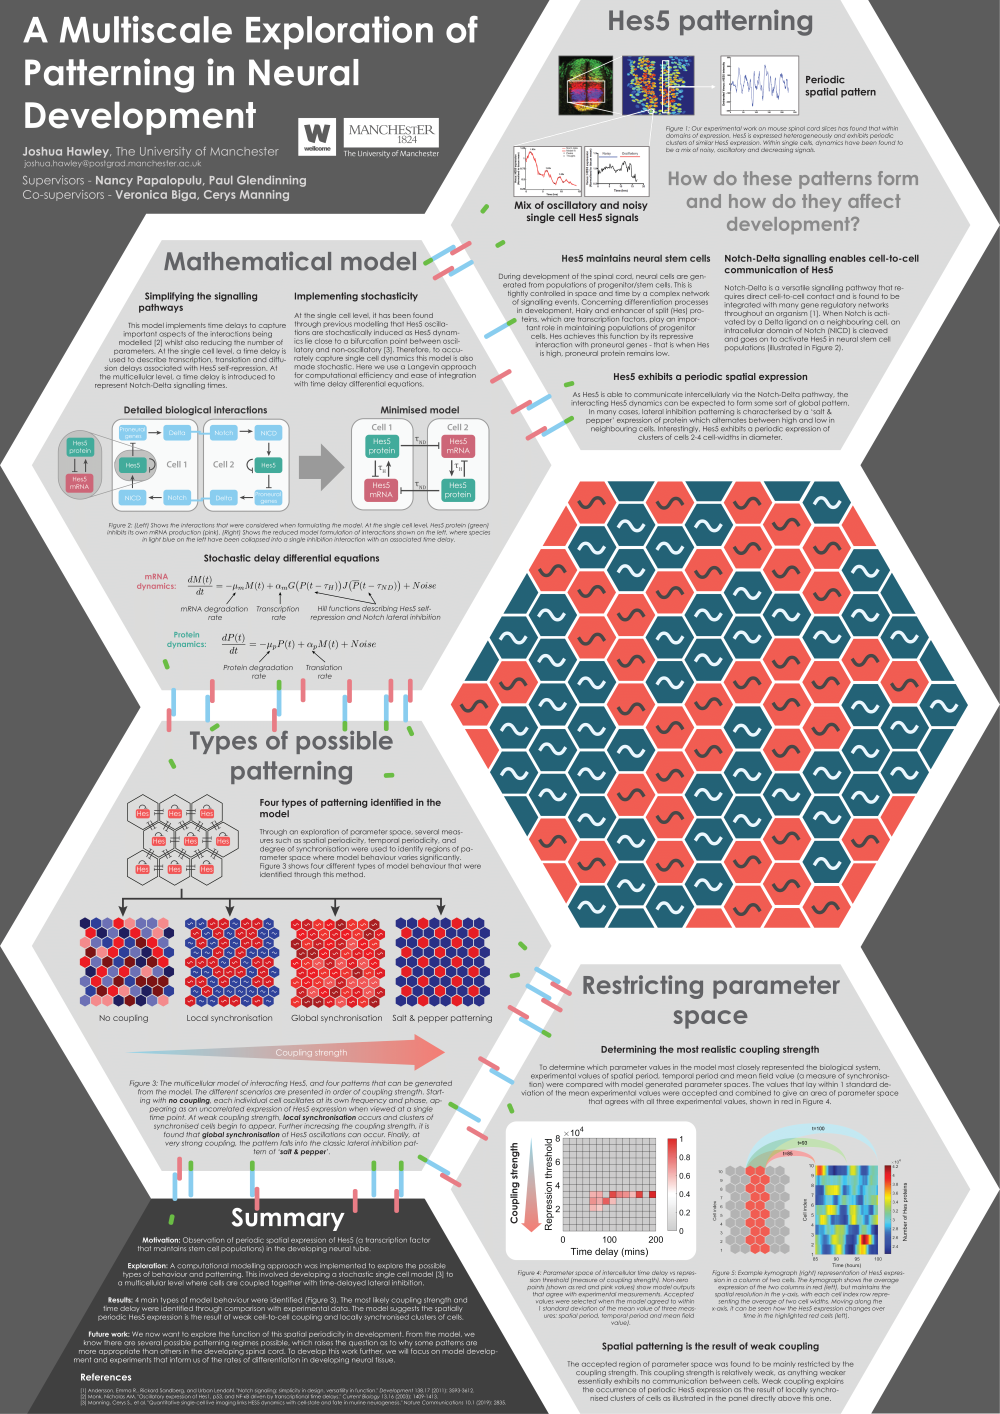 A Multiscale Exploration of
Patterning in Neural
Development
Joshua Hawley, The University of Manchester
joshua.hawley@postgrad.manchester.ac.uk
Supervisors - Nancy Papalopulu, Paul Glendinning
Co-supervisors - Veronica Biga, Cerys Manning
wellcome
MANCHESTER
1824
The University of Manchester
Hes5 patterning
Periodic
spatial pattern
Figure 1: Our experimental work on mouse spinal cord slices has found that within
domains of expression, Hes5 is expressed heterogeneously and exhibits periodic
clusters of similar Hes5 expression. Within single cells, dynamics have been found to
be a mix of noisy, oscillatory and decreasing signals.
Mix of oscillatory and noisy
single cell Hes5 signals
How do these patterns form
and how do they affect
development?
Hes5 maintains neural stem cells
During development of the spinal cord, neural cells are gen-
erated from populations of progenitor/stem cells. This is
tightly controlled in space and time by a complex network
of signalling events. Concerning differentiation processes
in development, Hairy and enhancer of split (Hes) pro-
teins, which are transcription factors, play an impor-
tant role in maintaining populations of progenitor
cells. Hes achieves this function by its repressive
interaction with proneural genes - that is when Hes
is high, proneural protein remains low.
Notch-Delta signalling enables cell-to-cell
communication of Hes5
Notch-Delta is a versatile signalling pathway that re-
quires direct cell-to-cell contact and is found to be
integrated with many gene regulatory networks
throughout an organism [1]. When Notch is acti-
vated by a Delta ligand on a neighbouring cell, an
intracellular domain of Notch (NICD) is cleaved
and goes on to activate Hes5 in neural stem cell
populations (illustrated in Figure 2).
Hes5 exhibits a periodic spatial expression
As Hes5 is able to communicate intercellularly via the Notch-Delta pathway, the
interacting Hes5 dynamics can be expected to form some sort of global pattern.
In many cases, lateral inhibition patterning is characterised by a 'salt &
pepper' expression of protein which alternates between high and low in
neighbouring cells. Interestingly, Hes5 exhibits a periodic expression of
clusters of cells 2-4 cell-widths in diameter.
Mathematical model
Simplifying the signalling
pathways
This model implements time delays to capture
important aspects of the interactions being
modelled [2] whilst also reducing the number of
parameters. At the single cell level, a time delay is
used to describe transcription, translation and diffu-
sion delays associated with Hes5 self-repression. At
the multicellular level, a time delay is introduced to
represent Notch-Delta signalling times.
Implementing stochasticity
At the single cell level, it has been found
through previous modelling that Hes5 oscilla-
tions are stochastically induced as Hes5 dynam-
ics lie close to a bifurcation point between oscil-
latory and non-oscillatory [3]. Therefore, to accu-
rately capture single cell dynamics this model is also
made stochastic. Here we use a Langevin approach
for computational efficiency and ease of integration
with time delay differential equations.
Detailed biological interactions
Minimised model
Hes5
protein
Hes5
mRNA
Proneural
genes
Delta
Notch
NICD
Hes5
Cell 1
Cell 2
Hes5
NICD
Notch
Delta
Proneural
genes
Cell 1
Cell 2
Hes5
protein
τND
Hes5
mRNA
τH
τH
Hes5
mRNA
τND
Hes5
protein
Figure 2: (Left) Shows the interactions that were considered when formulating the model. At the single cell level, Hes5 protein (green)
inhibits its own mRNA production (pink). (Right) Shows the reduced model formulation of interactions shown on the left, where species
in light blue on the left have been collapsed into a single inhibition interaction with an associated time delay.
Stochastic delay differential equations
mRNA
dynamics:
dM(t)/dt = −μmM(t) + αmG(P(t − τH))J(P̅(t − τND)) + Noise
mRNA degradation
rate
Transcription
rate
Hill functions describing Hes5 self-
repression and Notch lateral inhibition
Protein
dynamics:
dP(t)/dt = −μpP(t) + αpM(t) + Noise
Protein degradation
rate
Translation
rate
Types of possible
patterning
Hes Hes Hes
Hes Hes Hes
Hes Hes Hes
Four types of patterning identified in the
model
Through an exploration of parameter space, several meas-
ures such as spatial periodicity, temporal periodicity, and
degree of synchronisation were used to identify regions of pa-
rameter space where model behaviour varies significantly.
Figure 3 shows four different types of model behaviour that were
identified through this method.
No coupling
Local synchronisation
Global synchronisation
Salt & pepper patterning
Coupling strength
Figure 3: The multicellular model of interacting Hes5, and four patterns that can be generated
from the model. The different scenarios are presented in order of coupling strength. Start-
ing with no coupling, each individual cell oscillates at its own frequency and phase, ap-
pearing as an uncorrelated expression of Hes5 expression when viewed at a single
time point. At weak coupling strength, local synchronisation occurs and clusters of
synchronised cells begin to appear. Further increasing the coupling strength, it is
found that global synchronisation of Hes5 oscillations can occur. Finally, at
very strong coupling, the pattern falls into the classic lateral inhibition pat-
tern of 'salt & pepper'.
Restricting parameter
space
Determining the most realistic coupling strength
To determine which parameter values in the model most closely represented the biological system,
experimental values of spatial period, temporal period and mean field value (a measure of synchronisa-
tion) were compared with model generated parameter spaces. The values that lay within 1 standard de-
viation of the mean experimental values were accepted and combined to give an area of parameter space
that agrees with all three experimental values, shown in red in Figure 4.
Coupling strength
Repression threshold
×10⁴
8
6
4
2
0
100
200
Time delay (mins)
1
0.8
0.6
0.4
0.2
0
t=100
t=93
t=85
Cell index
Cell index
Time (hours)
Number of Hes proteins
Figure 4: Parameter space of intercellular time delay vs repres-
sion threshold (measure of coupling strength). Non-zero
points (shown as red and pink values) show model outputs
that agree with experimental measurements. Accepted
values were selected when the model agreed to within
1 standard deviation of the mean value of three meas-
ures: spatial period, temporal period and mean field
value).
Figure 5: Example kymograph (right) representation of Hes5 expres-
sion in a column of two cells. The kymograph shows the average
expression of the two columns in red (left), but maintains the
spatial resolution in the y-axis, with each cell index row repre-
senting the average of two cell widths. Moving along the
x-axis, it can be seen how the Hes5 expression changes over
time in the highlighted red cells (left).
Spatial patterning is the result of weak coupling
The accepted region of parameter space was found to be mainly restricted by the
coupling strength. This coupling strength is relatively weak, as anything weaker
essentially exhibits no communication between cells. Weak coupling explains
the occurrence of periodic Hes5 expression as the result of locally synchro-
nised clusters of cells as illustrated in the panel directly above this one.
Summary
Motivation: Observation of periodic spatial expression of Hes5 (a transcription factor
that maintains stem cell populations) in the developing neural tube.
Exploration: A computational modelling approach was implemented to explore the possible
types of behaviour and patterning. This involved developing a stochastic single cell model [3] to
a multicellular level where cells are coupled together with time-delayed lateral inhibition.
Results: 4 main types of model behaviour were identified (Figure 3). The most likely coupling strength and
time delay were identified through comparison with experimental data. The model suggests the spatially
periodic Hes5 expression is the result of weak cell-to-cell coupling and locally synchronised clusters of cells.
Future work: We now want to explore the function of this spatial periodicity in development. From the model, we
know there are several possible patterning regimes possible, which raises the question as to why some patterns are
more appropriate than others in the developing spinal cord. To develop this work further, we will focus on model develop-
ment and experiments that inform us of the rates of differentiation in developing neural tissue.
References
[1] Andersson, Emma R., Rickard Sandberg, and Urban Lendahl. "Notch signaling: simplicity in design, versatility in function." Development 138.17 (2011): 3593-3612.
[2] Monk, Nicholas AM. "Oscillatory expression of Hes1, p53, and NF-κB driven by transcriptional time delays." Current Biology 13.16 (2003): 1409-1413.
[3] Manning, Cerys S., et al. "Quantitative single-cell live imaging links HES5 dynamics with cell-state and fate in murine neurogenesis." Nature Communications 10.1 (2019): 2835.